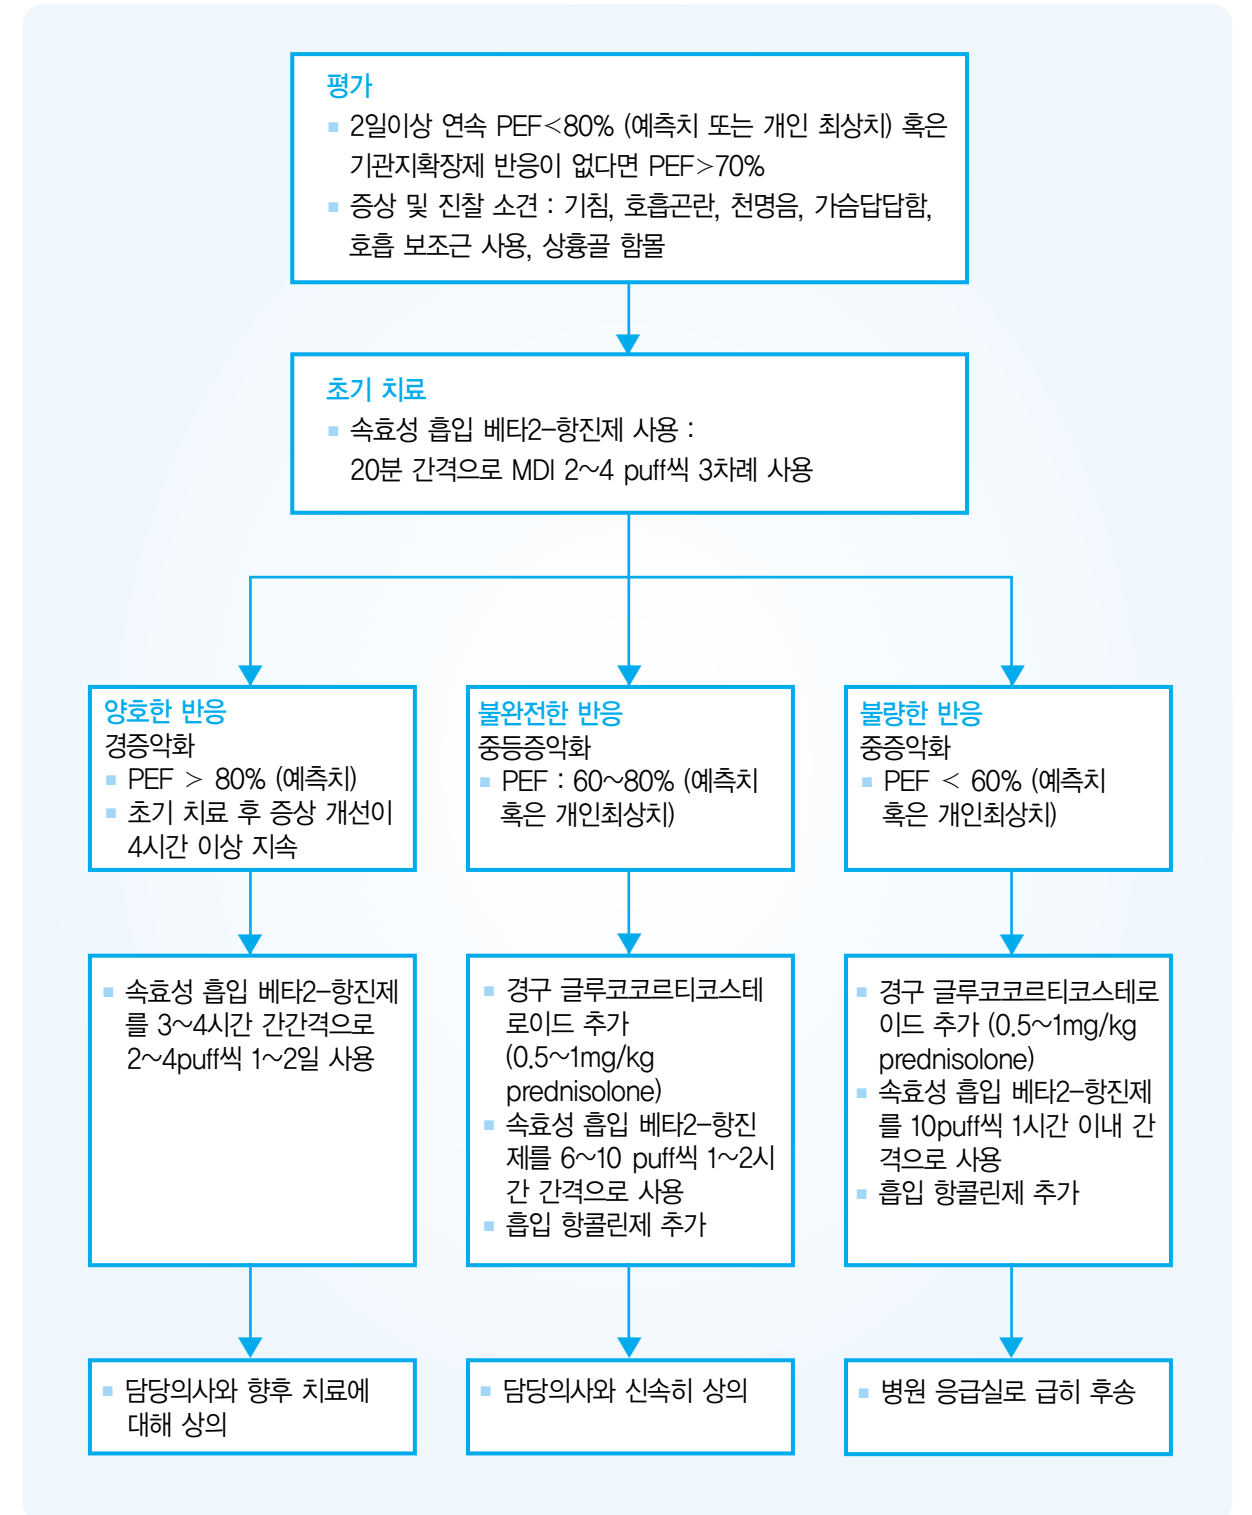 평가
▪ 2일이상 연속 PEF<80% (예측치 또는 개인 최상치) 혹은
기관지확장제 반응이 없다면 PEF>70%
▪ 증상 및 진찰 소견 : 기침, 호흡곤란, 천명음, 가슴답답함,
호흡 보조근 사용, 상흉골 함몰
초기 치료
▪ 속효성 흡입 베타2-항진제 사용 :
20분 간격으로 MDI 2~4 puff씩 3차례 사용
양호한 반응
경증악화
▪ PEF > 80% (예측치)
▪ 초기 치료 후 증상 개선이
4시간 이상 지속
불완전한 반응
중등증악화
▪ PEF : 60~80% (예측치
혹은 개인최상치)
불량한 반응
중증악화
▪ PEF < 60% (예측치
혹은 개인최상치)
▪ 속효성 흡입 베타2-항진제
를 3~4시간 간간격으로
2~4puff씩 1~2일 사용
▪ 경구 글루코코르티코스테
로이드 추가
(0.5~1mg/kg
prednisolone)
▪ 속효성 흡입 베타2-항진
제를 6~10 puff씩 1~2시
간 간격으로 사용
▪ 흡입 항콜린제 추가
▪ 경구 글루코코르티코스테로
이드 추가 (0.5~1mg/kg
prednisolone)
▪ 속효성 흡입 베타2-항진제
를 10puff씩 1시간 이내 간
격으로 사용
▪ 흡입 항콜린제 추가
▪ 담당의사와 향후 치료에
대해 상의
▪ 담당의사와 신속히 상의
▪ 병원 응급실로 급히 후송